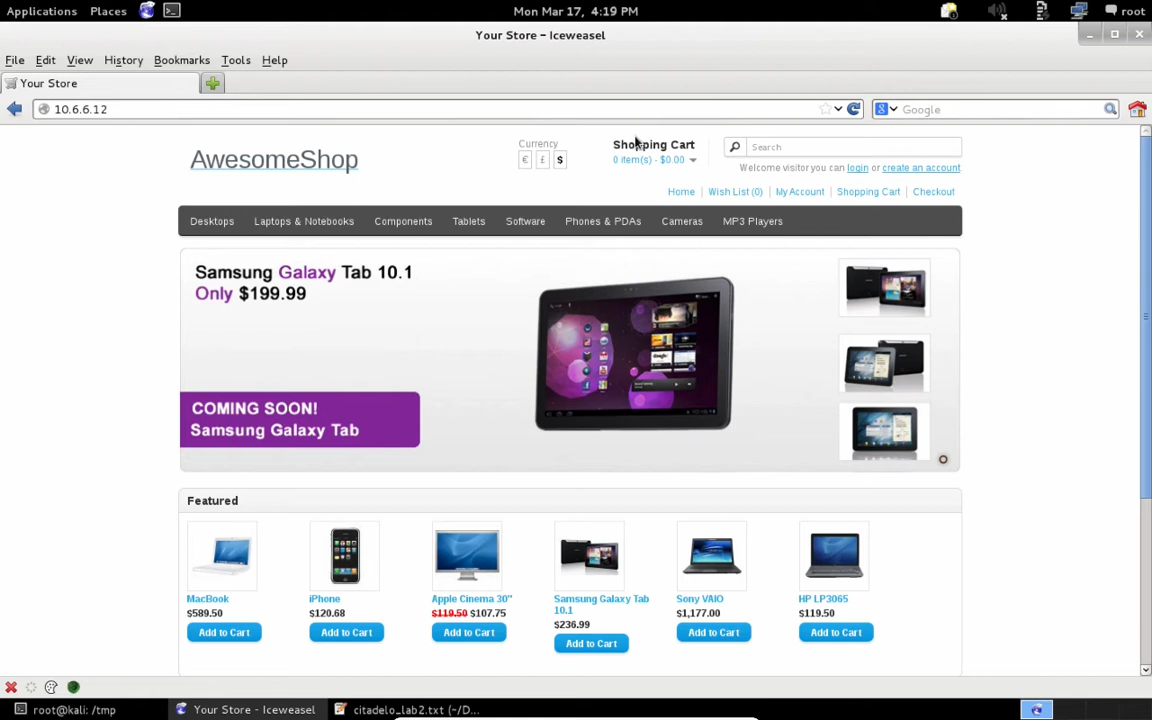 Applications Places Mon Mar 17, 4:19 PM root
Your Store - Iceweasel
File Edit View History Bookmarks Tools Help
Your Store
10.6.6.12 Google
AwesomeShop
Currency
€ £ $
Shopping Cart
0 item(s) - $0.00
Search
Welcome visitor you can login or create an account.
Home Wish List (0) My Account Shopping Cart Checkout
Desktops Laptops & Notebooks Components Tablets Software Phones & PDAs Cameras MP3 Players
Samsung Galaxy Tab 10.1
Only $199.99
COMING SOON!
Samsung Galaxy Tab
Featured
MacBook
$589.50
Add to Cart
iPhone
$120.68
Add to Cart
Apple Cinema 30"
$119.50 $107.75
Add to Cart
Samsung Galaxy Tab
10.1
$236.99
Add to Cart
Sony VAIO
$1,177.00
Add to Cart
HP LP3065
$119.50
Add to Cart
root@kali: /tmp Your Store - Iceweasel citadelo_lab2.txt (~/D...